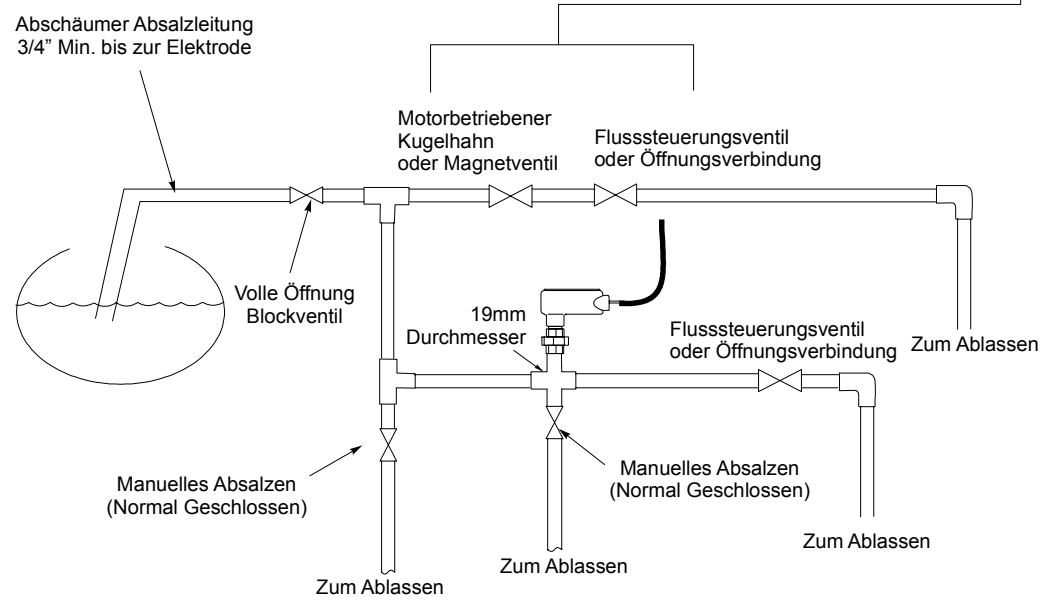 Abschäumer Absalzleitung
3/4” Min. bis zur Elektrode
Motorbetriebener
Kugelhahn
oder Magnetventil
Flusssteuerungsventil
oder Öffnungsverbindung
Volle Öffnung
Blockventil
19mm
Durchmesser
Flusssteuerungsventil
oder Öffnungsverbindung
Zum Ablassen
Manuelles Absalzen
(Normal Geschlossen)
Manuelles Absalzen
(Normal Geschlossen)
Zum Ablassen
Zum Ablassen
Zum Ablassen